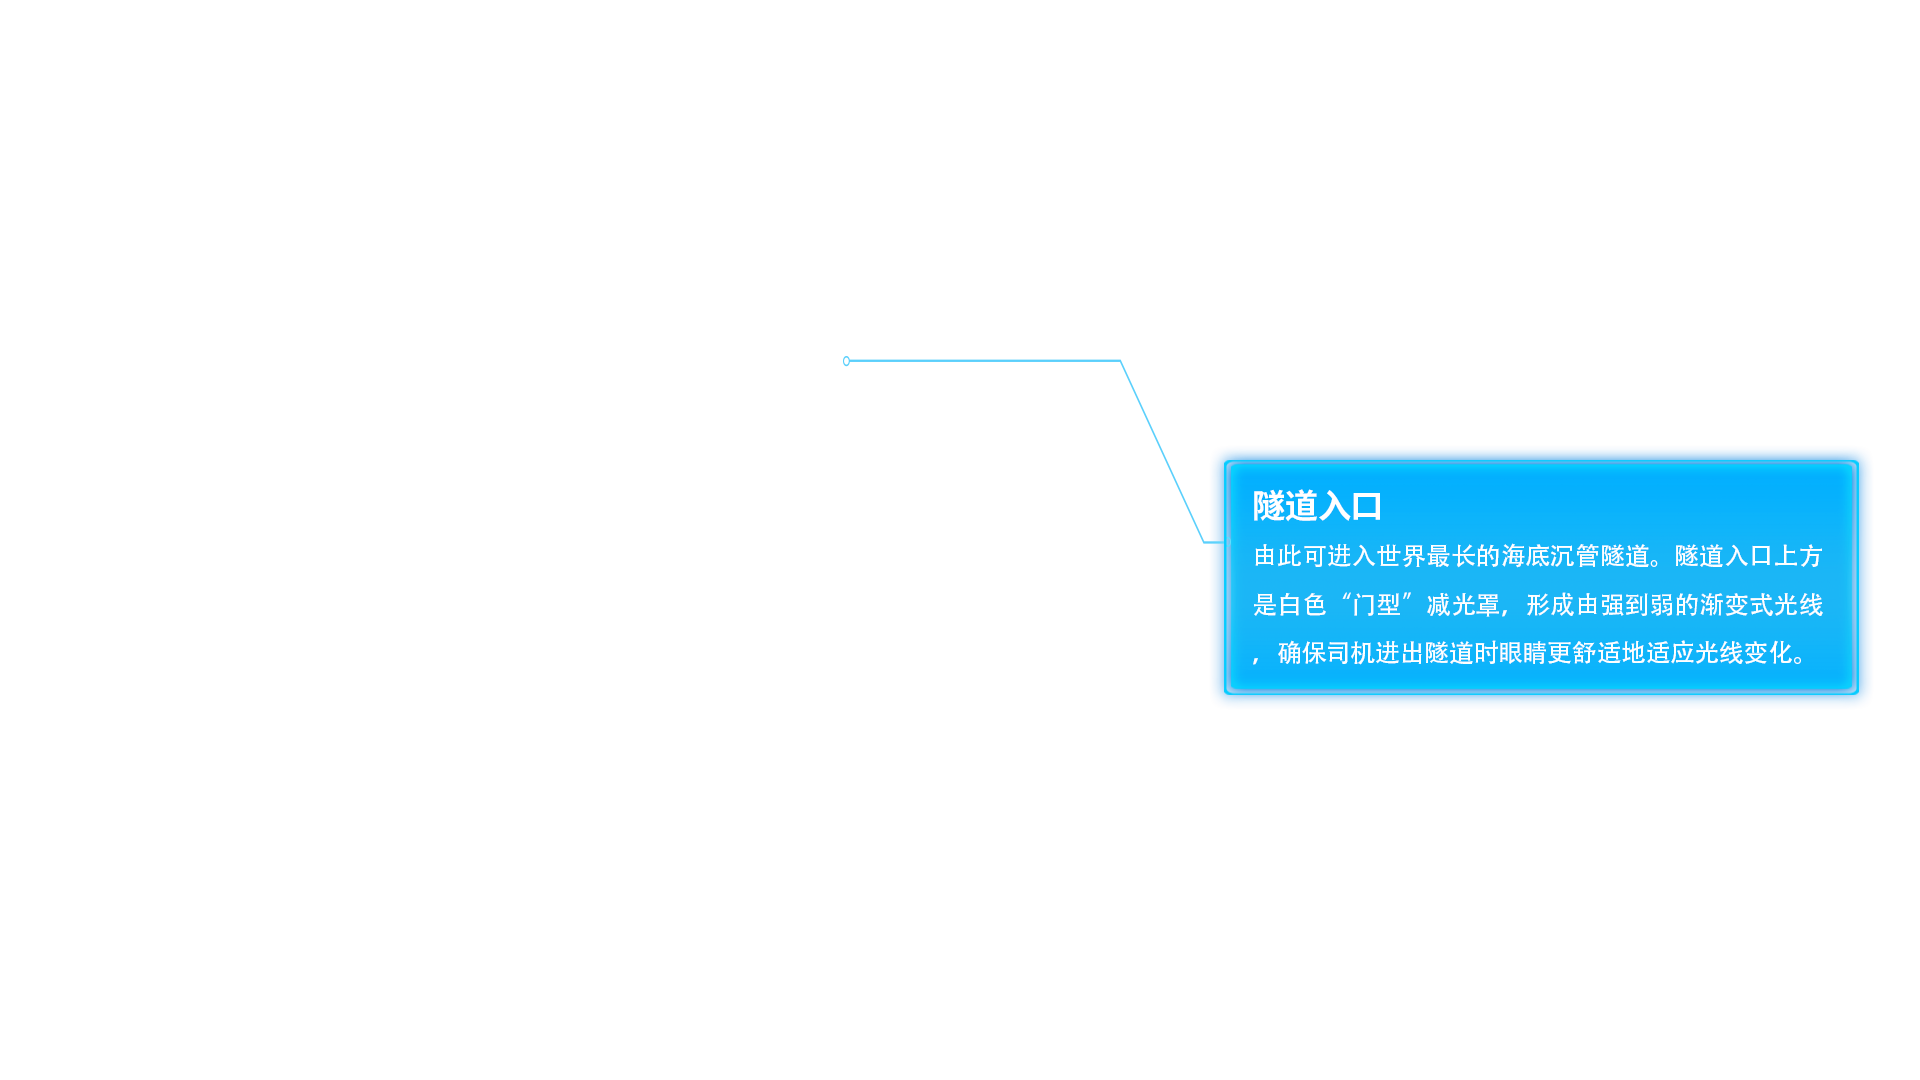 隧道入口
由此可进入世界最长的海底沉管隧道。隧道入口上方
是白色“门型”减光罩，形成由强到弱的渐变式光线
，确保司机进出隧道时眼睛更舒适地适应光线变化。